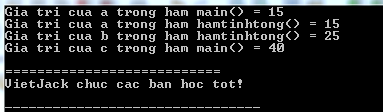 Gia tri cua a trong ham main() = 15
Gia tri cua a trong ham hamtinhtong() = 15
Gia tri cua b trong ham hamtinhtong() = 25
Gia tri cua c trong ham main() = 40
===========================
VietJack chuc cac ban hoc tot!
--------------------------------